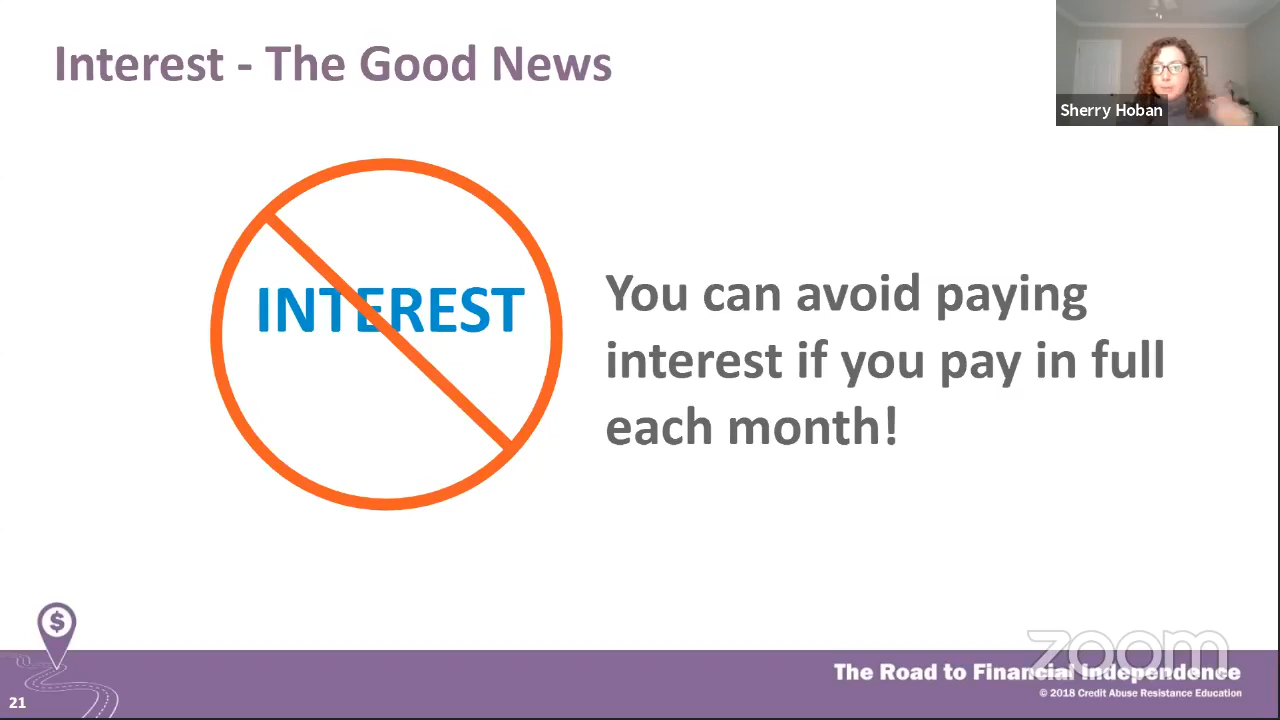 Interest - The Good News
Sherry Hoban
INTEREST
You can avoid paying
interest if you pay in full
each month!
$
zoom
The Road to Financial Independence
© 2018 Credit Abuse Resistance Education
21